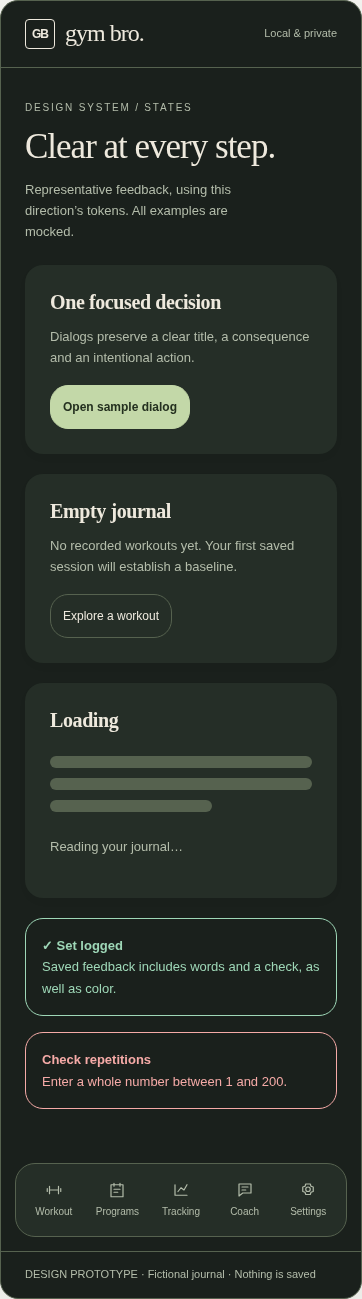 GB gym bro. Local & private
DESIGN SYSTEM / STATES
Clear at every step.
Representative feedback, using this
direction's tokens. All examples are
mocked.
One focused decision
Dialogs preserve a clear title, a consequence
and an intentional action.
Open sample dialog
Empty journal
No recorded workouts yet. Your first saved
session will establish a baseline.
Explore a workout
Loading
Reading your journal…
✓ Set logged
Saved feedback includes words and a check, as
well as color.
Check repetitions
Enter a whole number between 1 and 200.
Workout Programs Tracking Coach Settings
DESIGN PROTOTYPE · Fictional journal · Nothing is saved